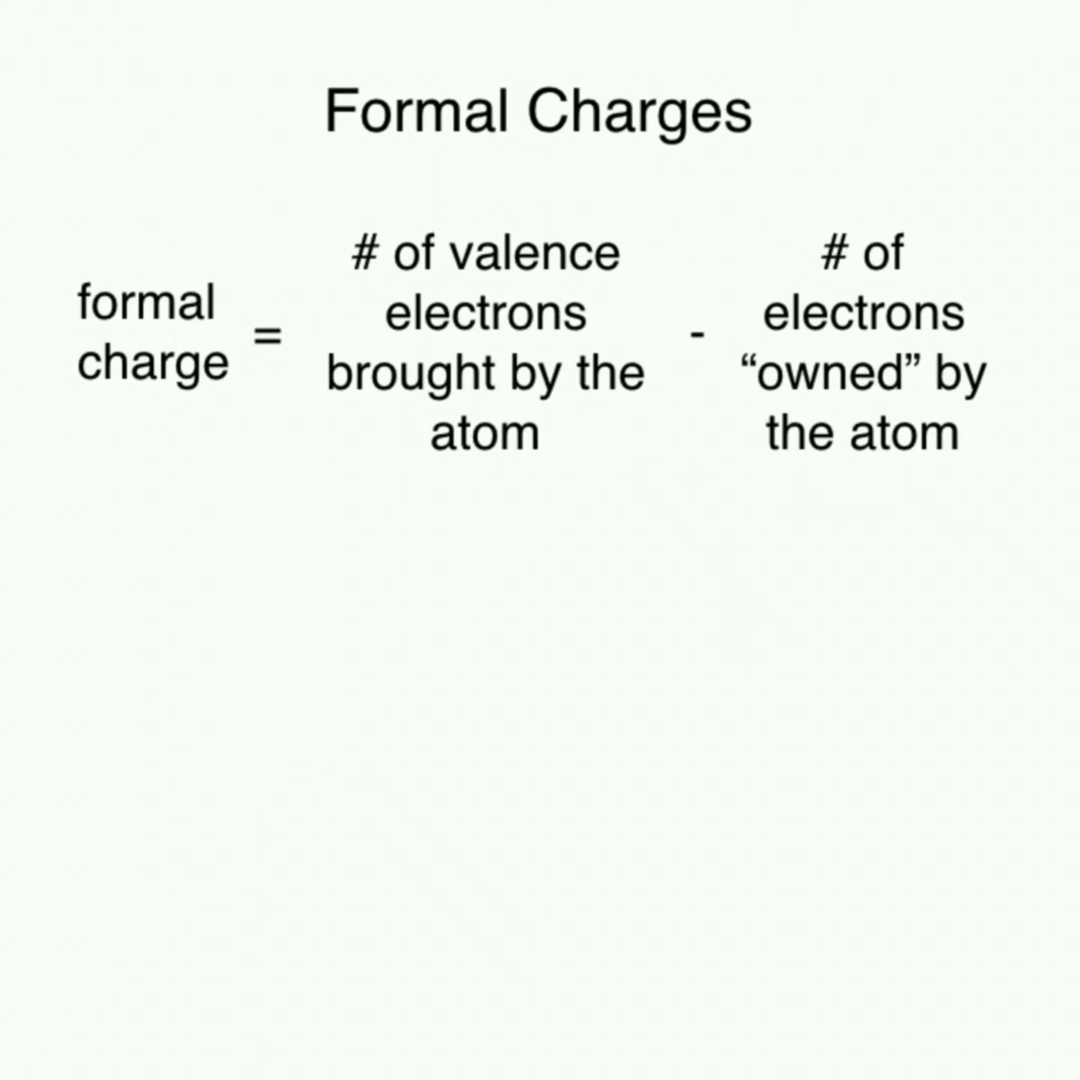 Formal Charges
formal
charge
=
# of valence
electrons
brought by the
atom
-
# of
electrons
“owned” by
the atom